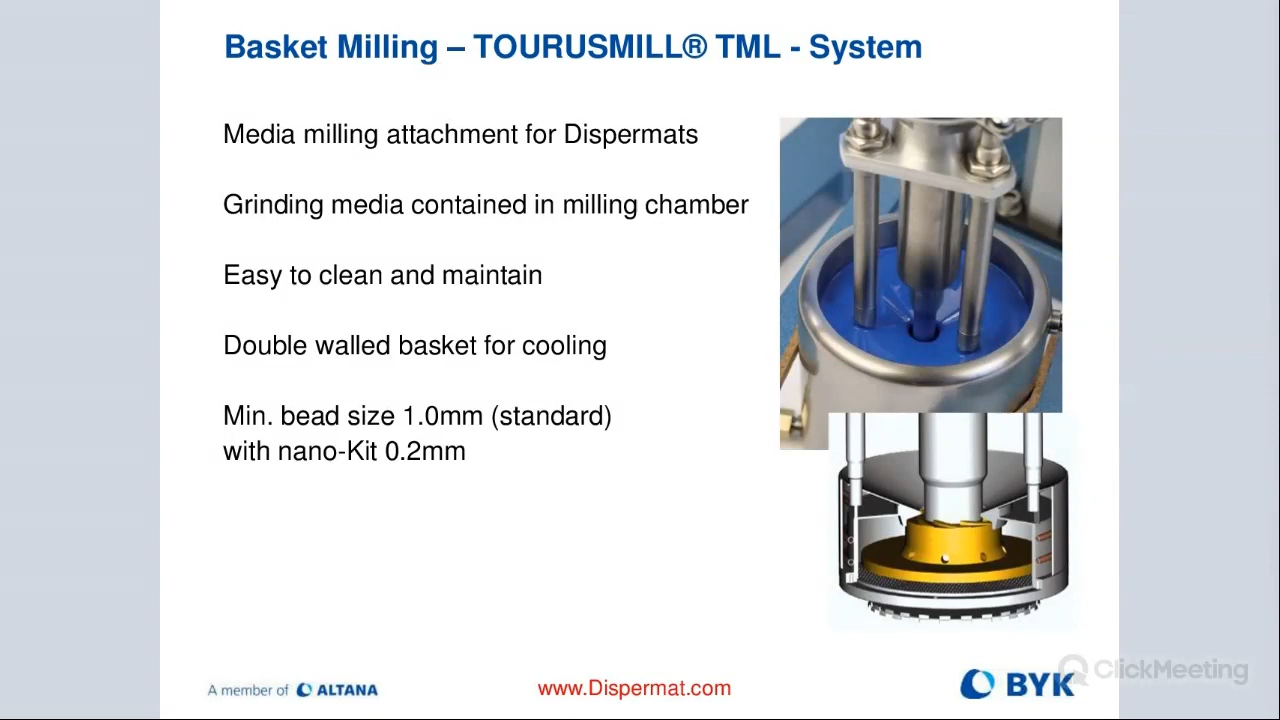 Basket Milling – TOURUSMILL® TML - System
Media milling attachment for Dispermats
Grinding media contained in milling chamber
Easy to clean and maintain
Double walled basket for cooling
Min. bead size 1.0mm (standard)
with nano-Kit 0.2mm
A member of ALTANA
www.Dispermat.com
BYK
ClickMeeting